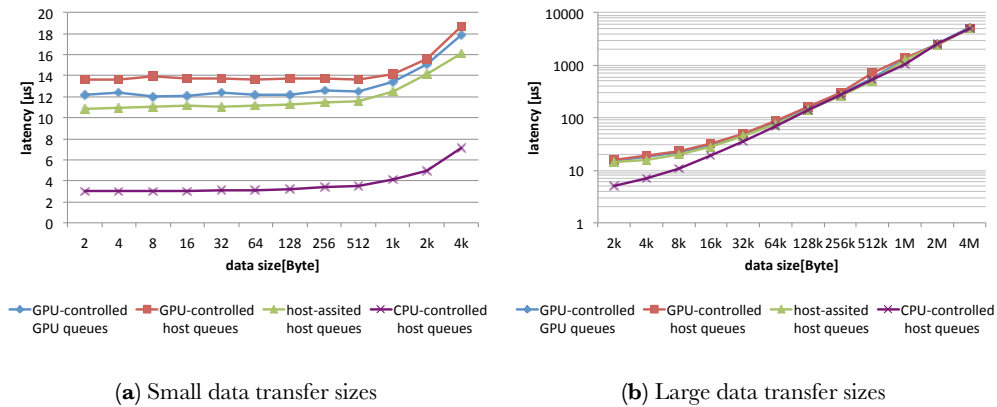 20
18
16
14
12
10
8
6
4
2
0
latency [µs]
2 4 8 16 32 64 128 256 512 1k 2k 4k
data size[Byte]
GPU-controlled GPU queues
GPU-controlled host queues
host-assited host queues
CPU-controlled host queues
(a) Small data transfer sizes
10000
1000
100
10
1
latency [µs]
2k 4k 8k 16k 32k 64k 128k 256k 512k 1M 2M 4M
data size[Byte]
GPU-controlled GPU queues
GPU-controlled host queues
host-assited host queues
CPU-controlled host queues
(b) Large data transfer sizes